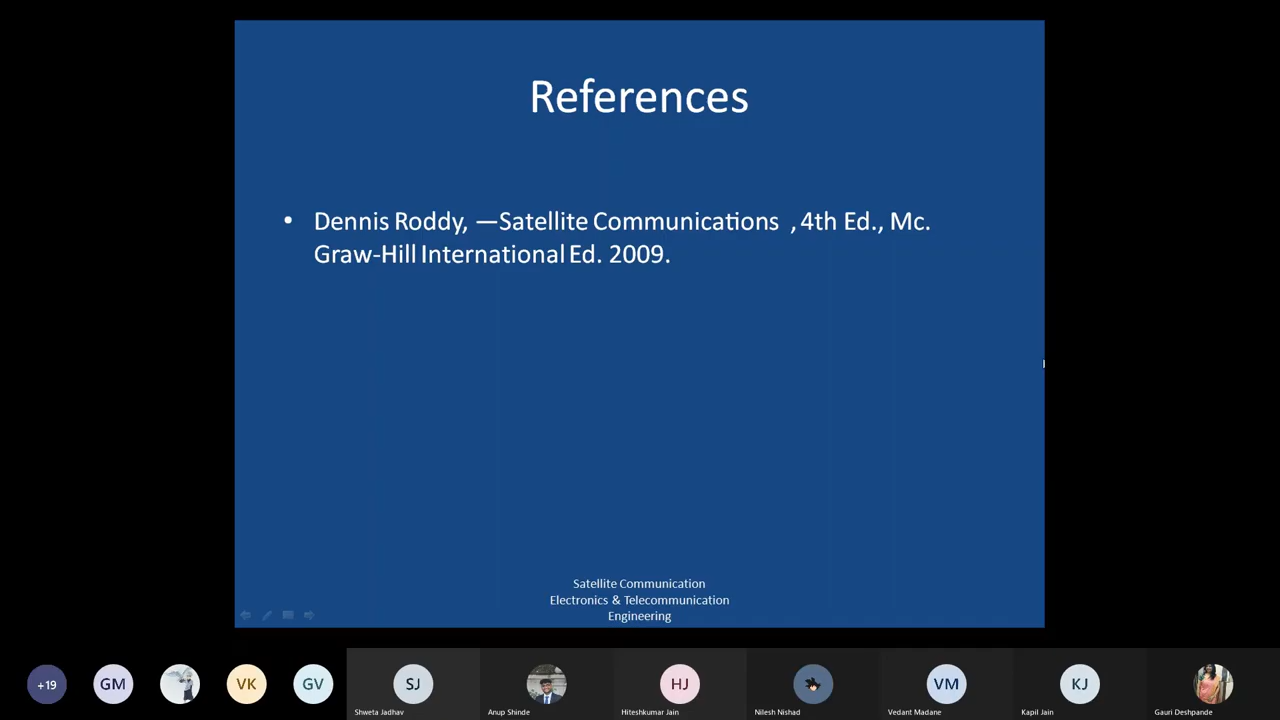 References
• Dennis Roddy, —Satellite Communications , 4th Ed., Mc.
Graw-Hill International Ed. 2009.
Satellite Communication
Electronics & Telecommunication
Engineering
+19
GM
VK
GV
SJ
HJ
VM
KJ
Shweta Jadhav
Anup Shinde
Hiteshkumar Jain
Nilesh Nishad
Vedant Madane
Kapil Jain
Gauri Deshpande